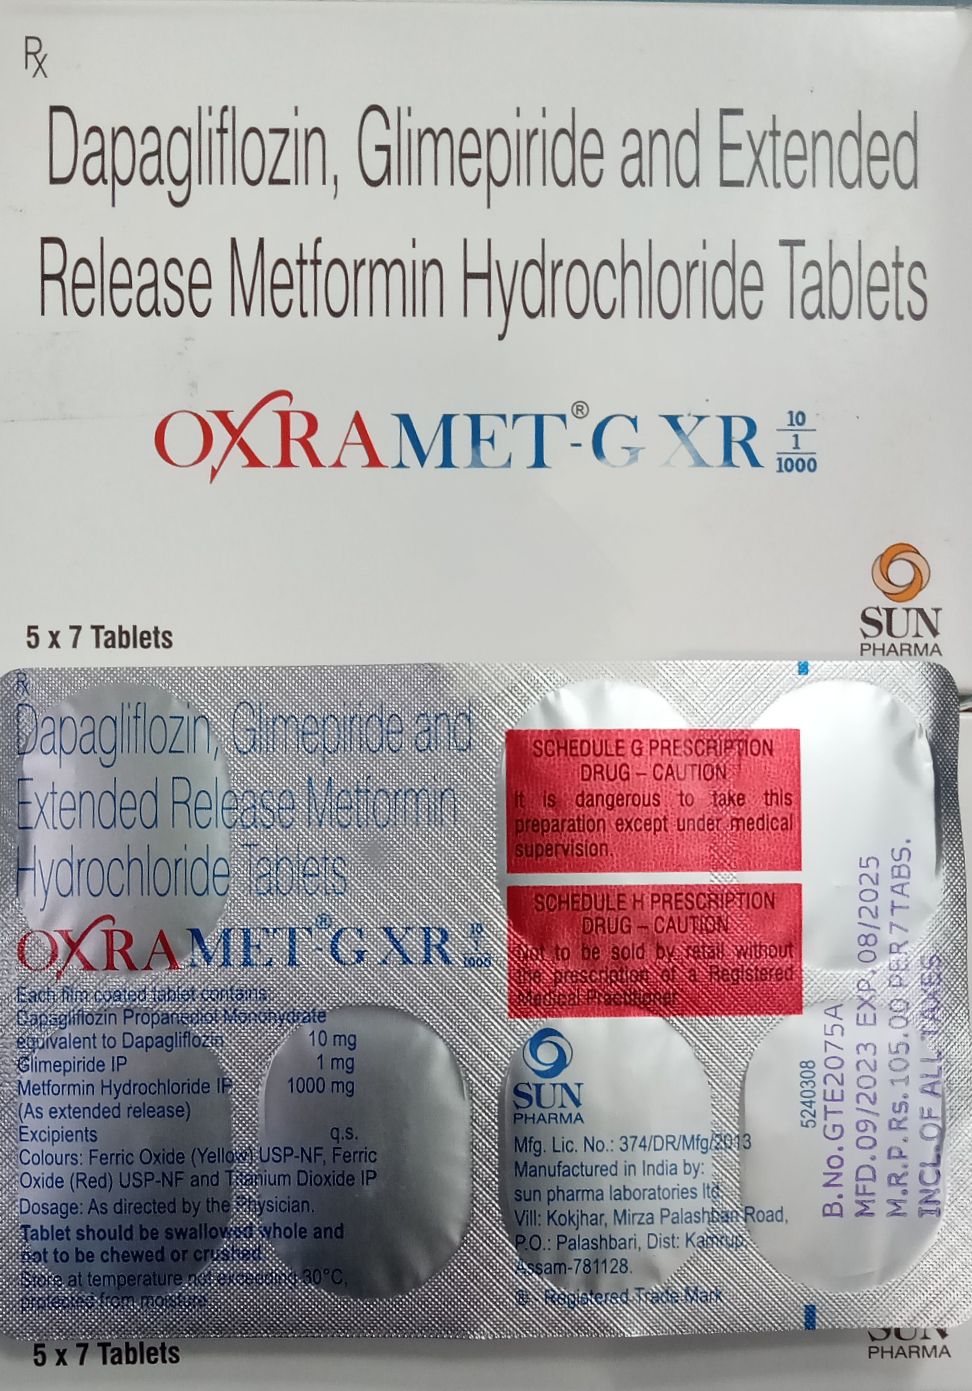 Rx
Dapagliflozin, Glimepiride and Extended
Release Metformin Hydrochloride Tablets
OXRAMET®-G XR 10/1/1000
5 x 7 Tablets
SUN
PHARMA
Rx
Dapagliflozin, Glimepiride and
Extended Release Metformin
Hydrochloride Tablets
OXRAMET®-G XR 10/1/1000
Each film coated tablet contains:
Dapagliflozin Propanediol Monohydrate
equivalent to Dapagliflozin 10 mg
Glimepiride IP 1 mg
Metformin Hydrochloride IP 1000 mg
(As extended release)
Excipients q.s.
Colours: Ferric Oxide (Yellow) USP-NF, Ferric
Oxide (Red) USP-NF and Titanium Dioxide IP
Dosage: As directed by the Physician.
Tablet should be swallowed whole and
not to be chewed or crushed.
Store at temperature not exceeding 30°C,
protected from moisture.
SCHEDULE G PRESCRIPTION
DRUG – CAUTION
It is dangerous to take this
preparation except under medical
supervision.
SCHEDULE H PRESCRIPTION
DRUG – CAUTION
Not to be sold by retail without
the prescription of a Registered
Medical Practitioner.
SUN
PHARMA
Mfg. Lic. No.: 374/DR/Mfg/2013
Manufactured in India by:
sun pharma laboratories ltd.
Vill: Kokjhar, Mirza Palashbari Road,
P.O.: Palashbari, Dist: Kamrup,
Assam-781128.
® - Registered Trade Mark
5240308
B.No.GTE2075A
MFD.09/2023 EXP.08/2025
M.R.P.Rs.105.00 PER 7 TABS.
INCL.OF ALL TAXES
5 x 7 Tablets
SUN
PHARMA